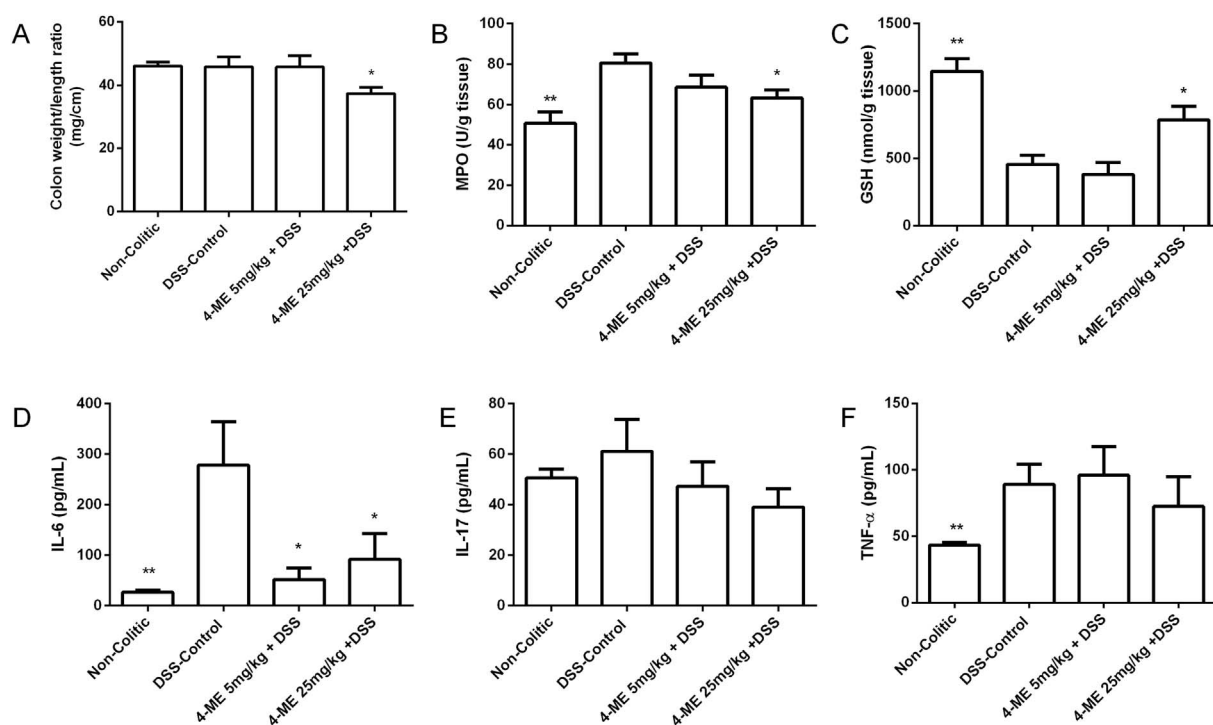 A
Colon weight/length ratio
(mg/cm)
60
40
20
0
*
Non-Colitic
DSS-Control
4-ME 5mg/kg + DSS
4-ME 25mg/kg +DSS
B
MPO (U/g tissue)
100
80
60
40
20
0
**
*
Non-Colitic
DSS-Control
4-ME 5mg/kg + DSS
4-ME 25mg/kg +DSS
C
GSH (nmol/g tissue)
1500
1000
500
0
**
*
Non-Colitic
DSS-Control
4-ME 5mg/kg + DSS
4-ME 25mg/kg +DSS
D
IL-6 (pg/mL)
400
300
200
100
0
**
*
*
Non-Colitic
DSS-Control
4-ME 5mg/kg + DSS
4-ME 25mg/kg +DSS
E
IL-17 (pg/mL)
80
60
40
20
0
Non-Colitic
DSS-Control
4-ME 5mg/kg + DSS
4-ME 25mg/kg +DSS
F
TNF-α (pg/mL)
150
100
50
0
**
Non-Colitic
DSS-Control
4-ME 5mg/kg + DSS
4-ME 25mg/kg +DSS